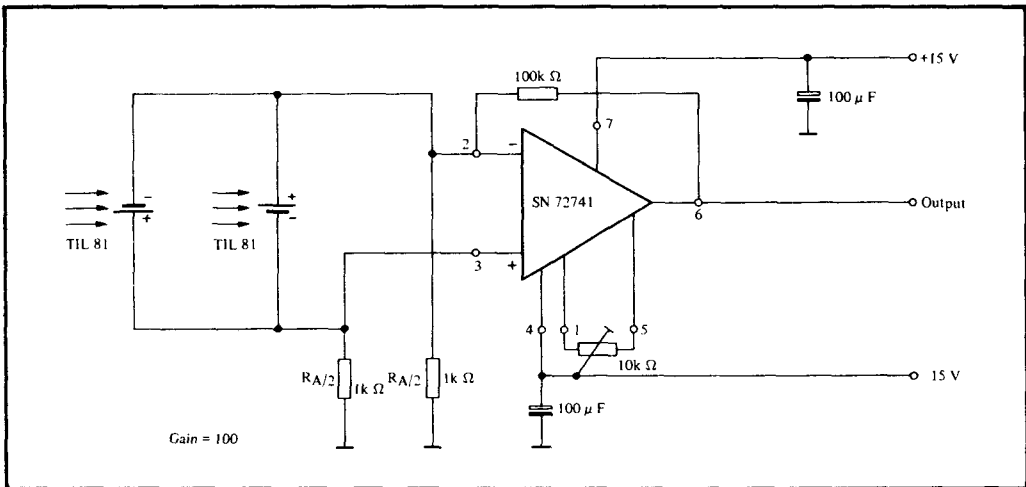 +15 V
100k Ω
100 μ F
7
2
−
−
+
+
−
SN 72741
Output
6
TIL 81
TIL 81
3
+
4
1
5
10k Ω
RA/2
1k Ω
RA/2
1k Ω
15 V
100 μ F
Gain = 100